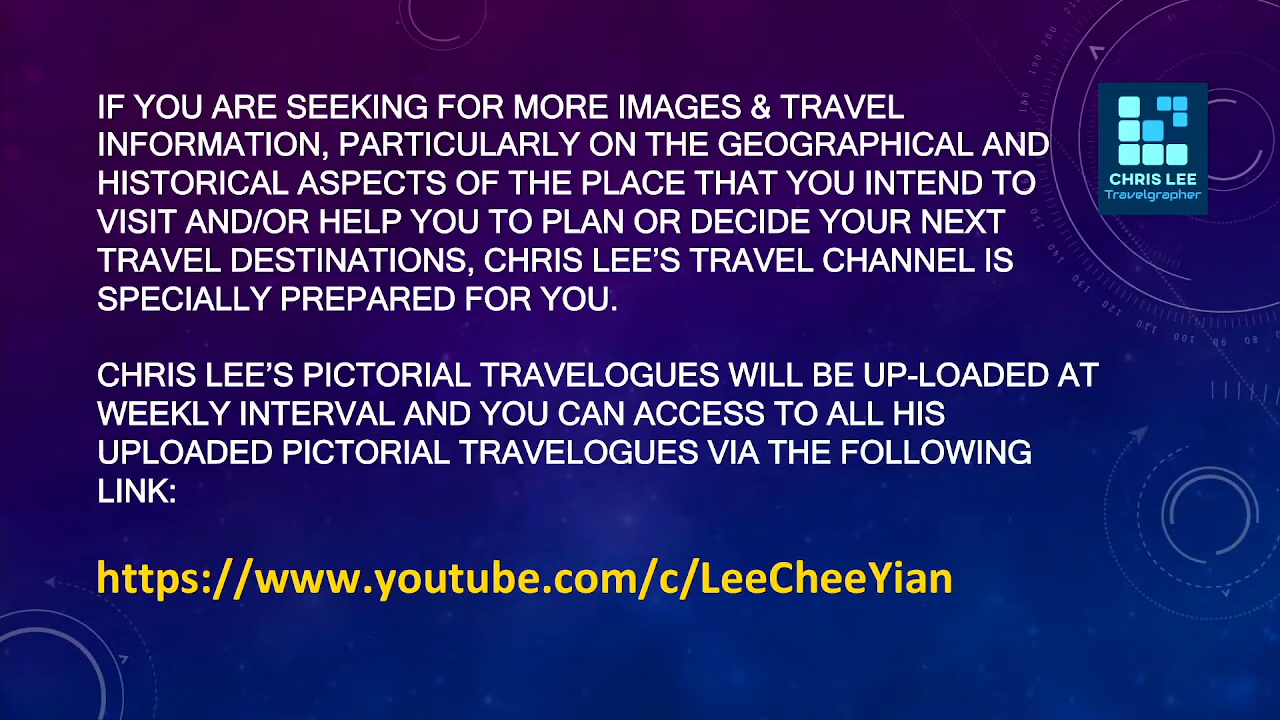 IF YOU ARE SEEKING FOR MORE IMAGES & TRAVEL
INFORMATION, PARTICULARLY ON THE GEOGRAPHICAL AND
HISTORICAL ASPECTS OF THE PLACE THAT YOU INTEND TO
VISIT AND/OR HELP YOU TO PLAN OR DECIDE YOUR NEXT
TRAVEL DESTINATIONS, CHRIS LEE’S TRAVEL CHANNEL IS
SPECIALLY PREPARED FOR YOU.
CHRIS LEE’S PICTORIAL TRAVELOGUES WILL BE UP-LOADED AT
WEEKLY INTERVAL AND YOU CAN ACCESS TO ALL HIS
UPLOADED PICTORIAL TRAVELOGUES VIA THE FOLLOWING
LINK:
https://www.youtube.com/c/LeeCheeYian
CHRIS LEE
Travelgrapher